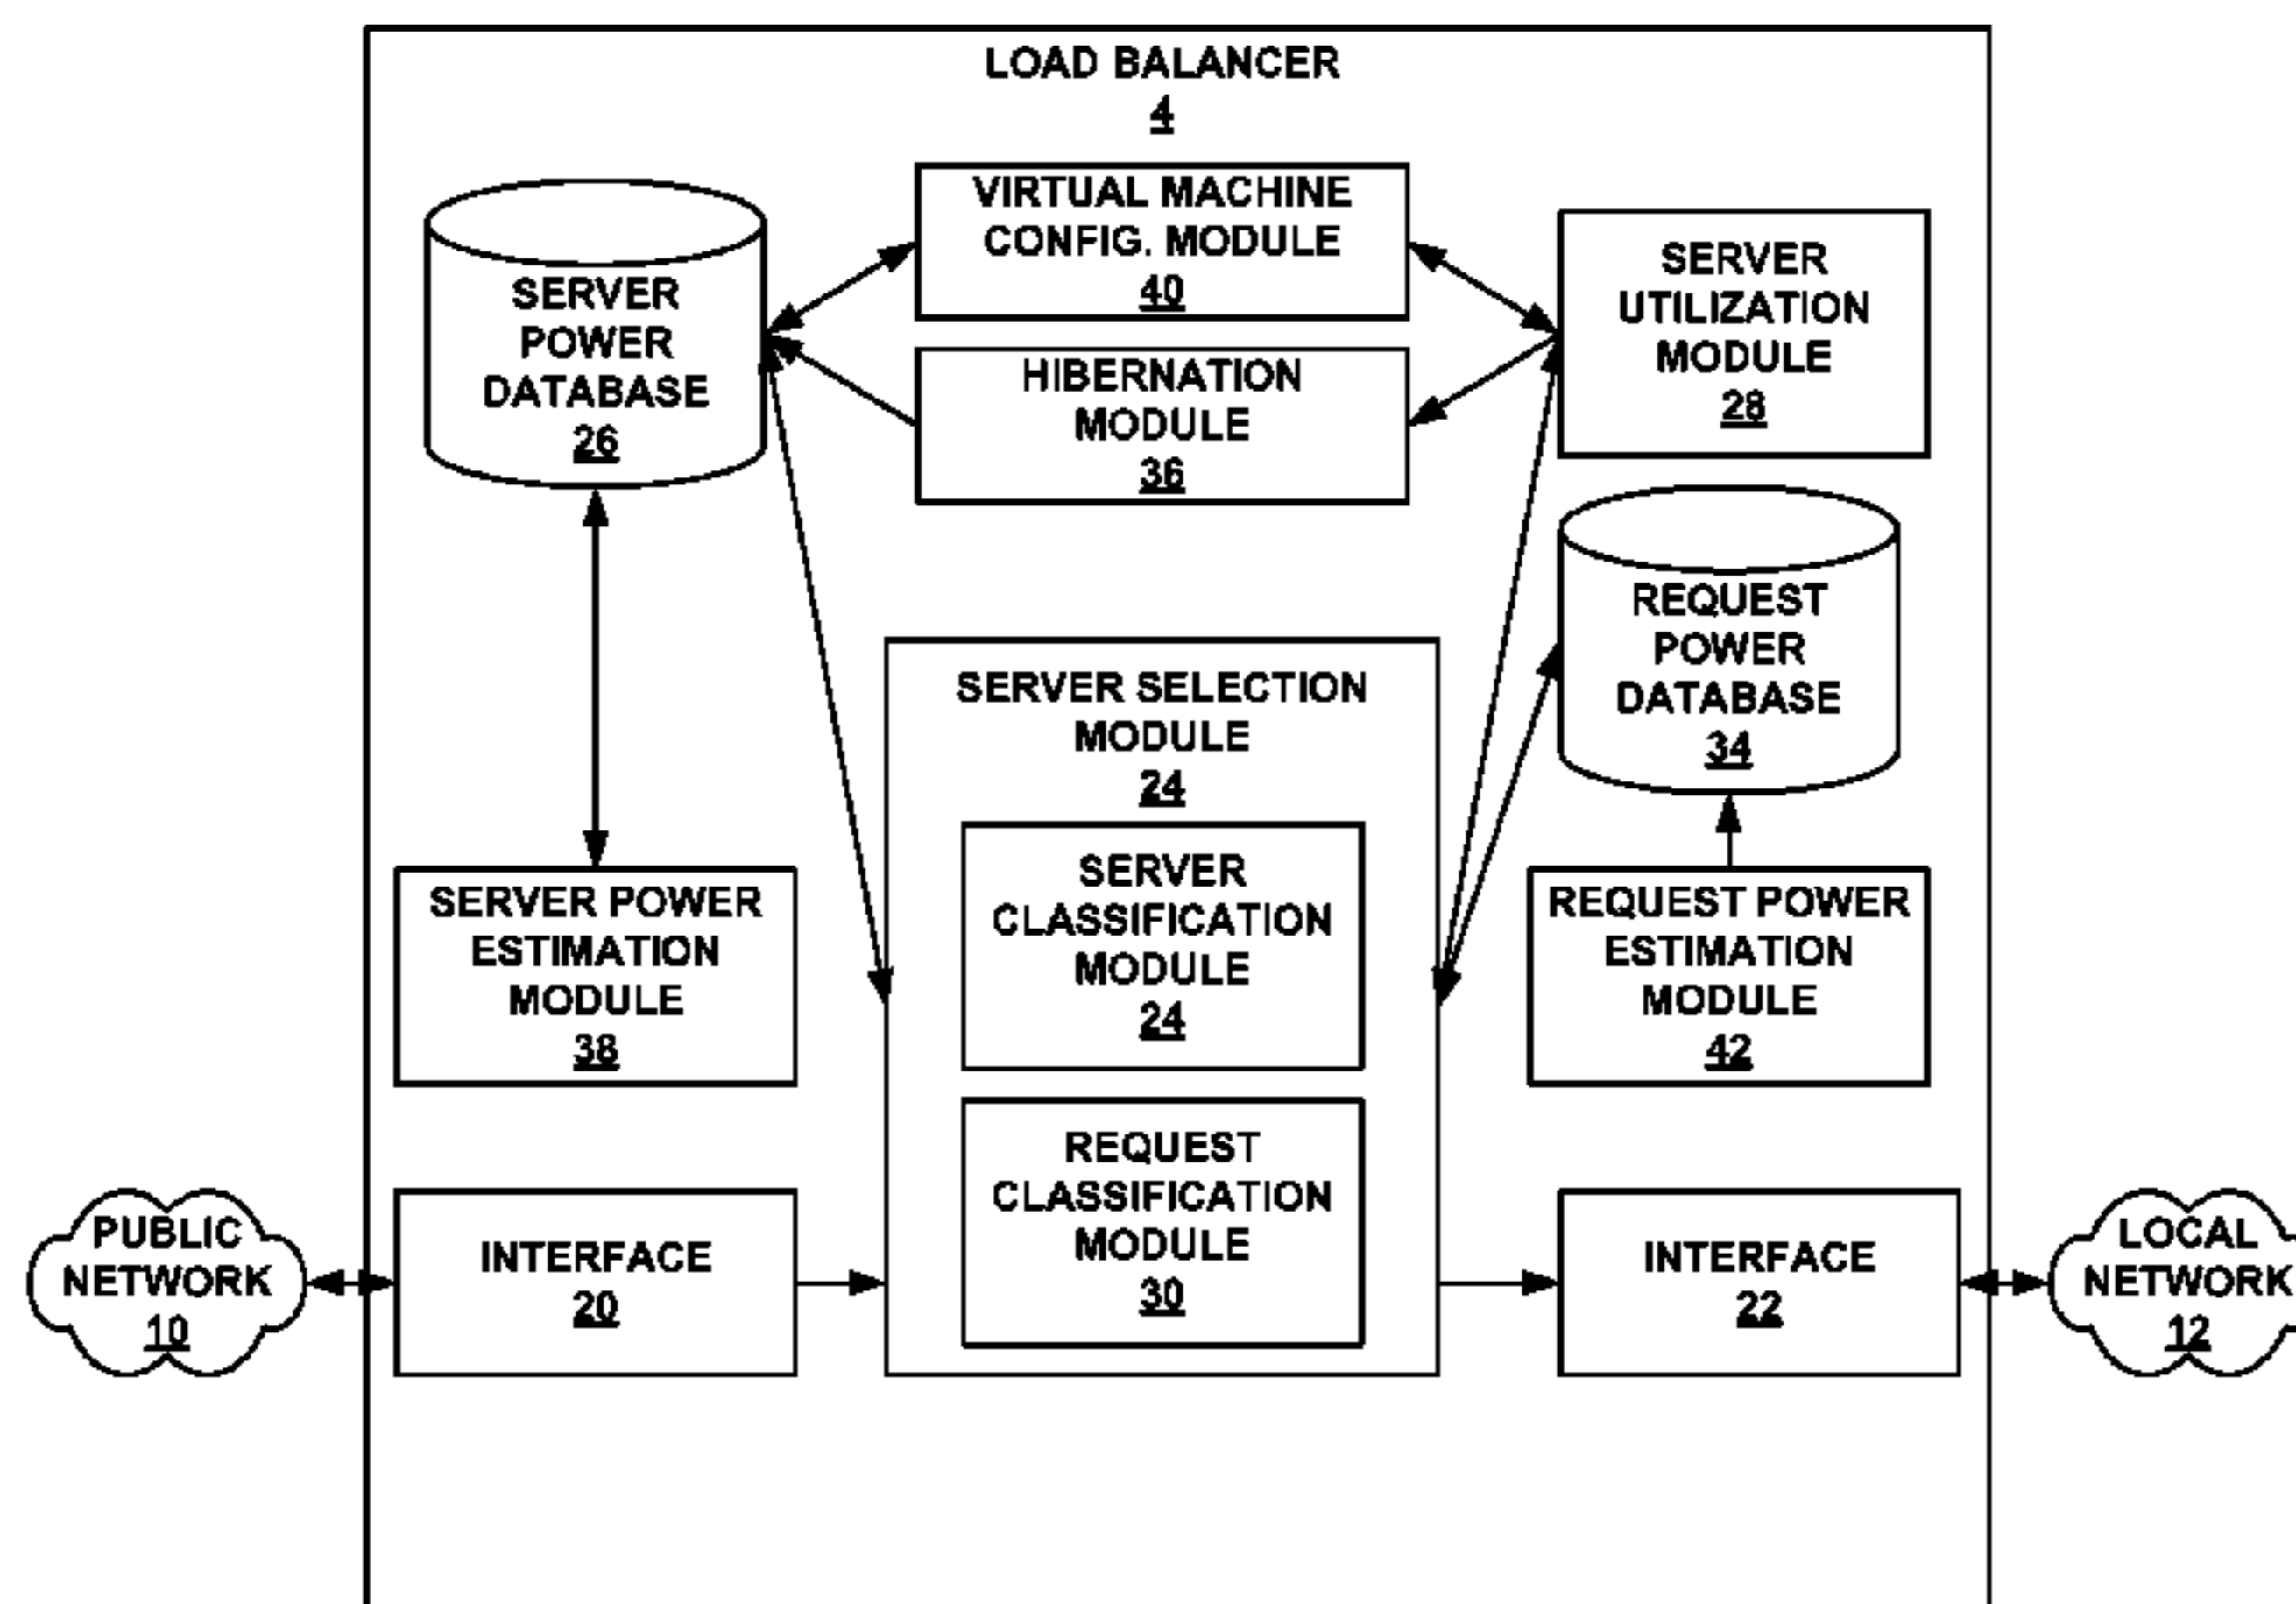 LOAD BALANCER
4
VIRTUAL MACHINE
CONFIG. MODULE
40
SERVER
POWER
DATABASE
26
HIBERNATION
MODULE
36
SERVER
UTILIZATION
MODULE
28
REQUEST
POWER
DATABASE
34
SERVER SELECTION
MODULE
24
SERVER
CLASSIFICATION
MODULE
24
SERVER POWER
ESTIMATION
MODULE
38
REQUEST POWER
ESTIMATION
MODULE
42
REQUEST
CLASSIFICATION
MODULE
30
PUBLIC
NETWORK
10
INTERFACE
20
INTERFACE
22
LOCAL
NETWORK
12